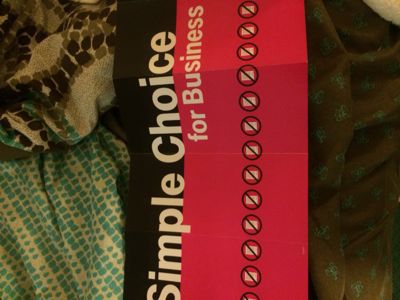 Simple Choice
for Business